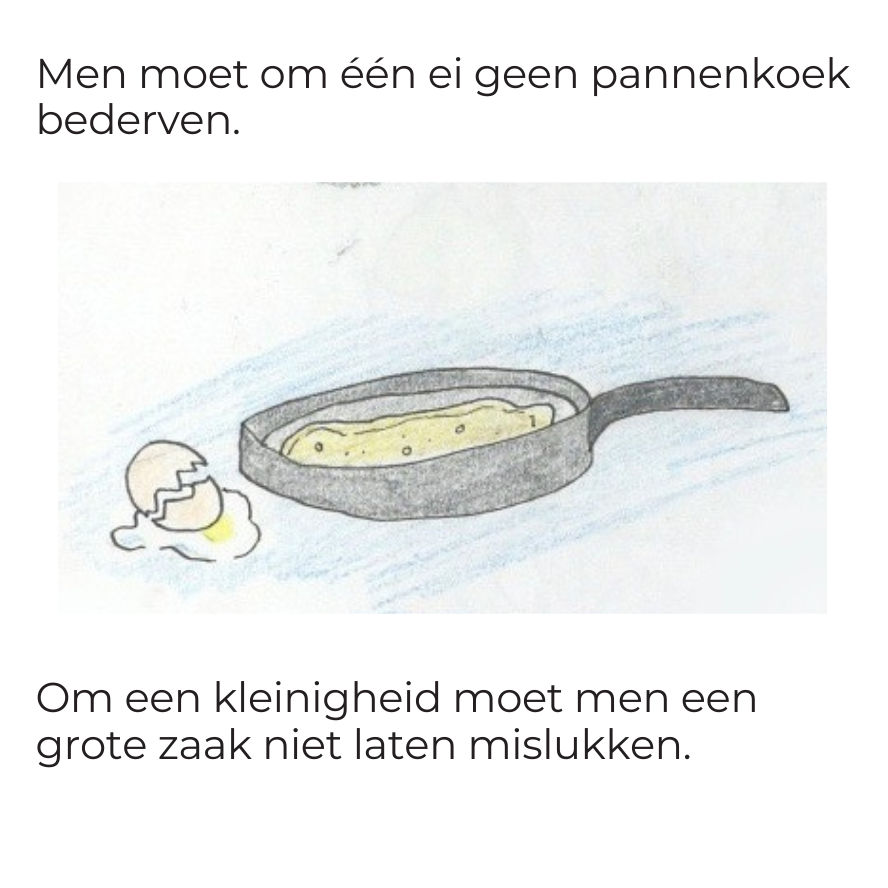 Men moet om één ei geen pannenkoek
bederven.
Om een kleinigheid moet men een
grote zaak niet laten mislukken.